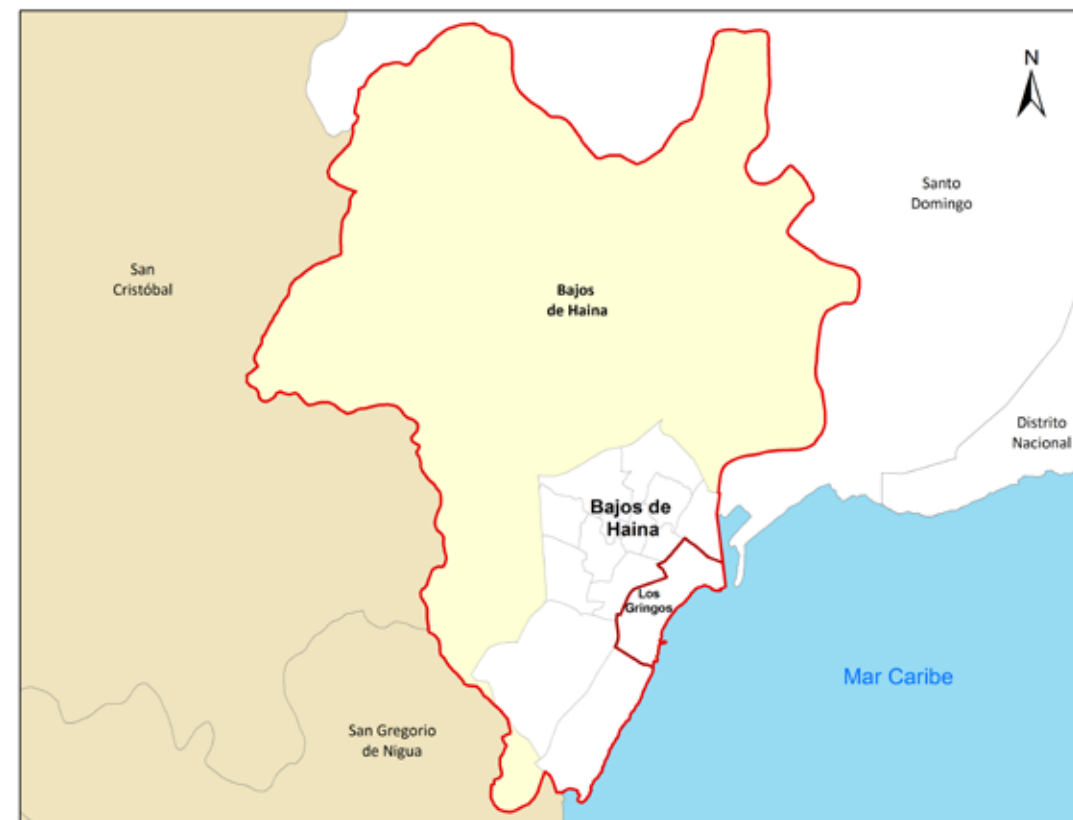 N
Santo
Domingo
San
Cristóbal
Bajos
de Haina
Distrito
Nacional
Bajos de
Haina
Los
Gringos
Mar Caribe
San Gregorio
de Nigua